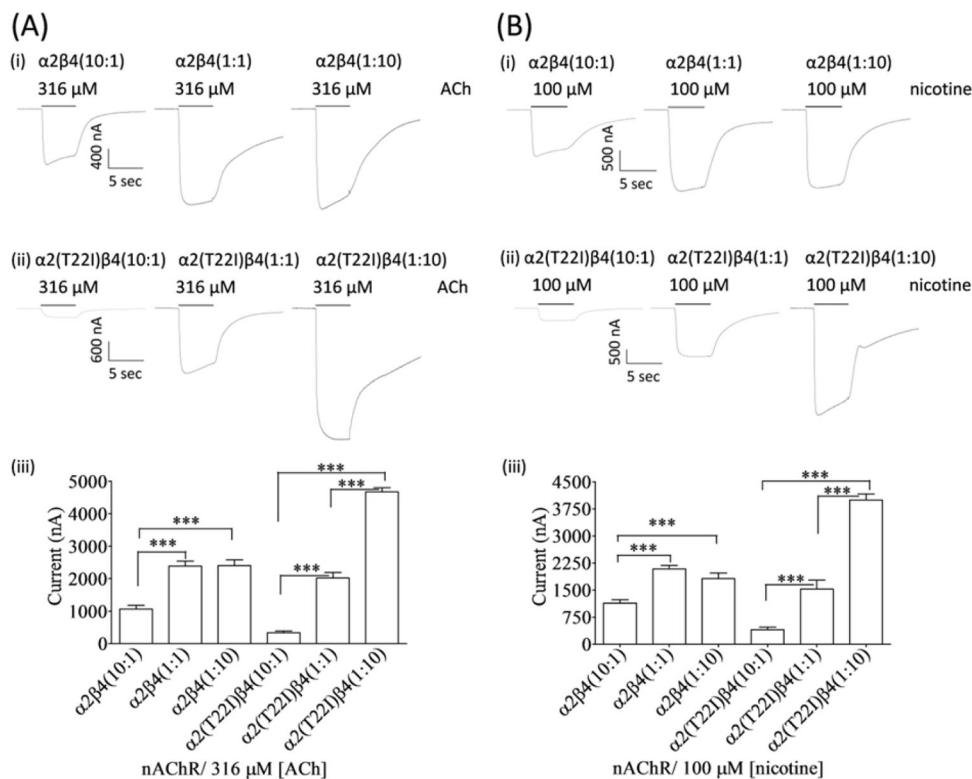 (A)
(i) α2β4(10:1) α2β4(1:1) α2β4(1:10)
316 µM 316 µM 316 µM ACh
400 nA
5 sec
(ii) α2(T22I)β4(10:1) α2(T22I)β4(1:1) α2(T22I)β4(1:10)
316 µM 316 µM 316 µM ACh
600 nA
5 sec
(iii)
*** *** *** *** ***
Current (nA)
5000
4000
3000
2000
1000
0
α2β4(10:1)
α2β4(1:1)
α2β4(1:10)
α2(T22I)β4(10:1)
α2(T22I)β4(1:1)
α2(T22I)β4(1:10)
nAChR/ 316 µM [ACh]
(B)
(i) α2β4(10:1) α2β4(1:1) α2β4(1:10)
100 µM 100 µM 100 µM nicotine
500 nA
5 sec
(ii) α2(T22I)β4(10:1) α2(T22I)β4(1:1) α2(T22I)β4(1:10)
100 µM 100 µM 100 µM nicotine
500 nA
5 sec
(iii)
*** *** *** *** ***
Current (nA)
4500
3750
3000
2250
1500
750
0
α2β4(10:1)
α2β4(1:1)
α2β4(1:10)
α2(T22I)β4(10:1)
α2(T22I)β4(1:1)
α2(T22I)β4(1:10)
nAChR/ 100 µM [nicotine]